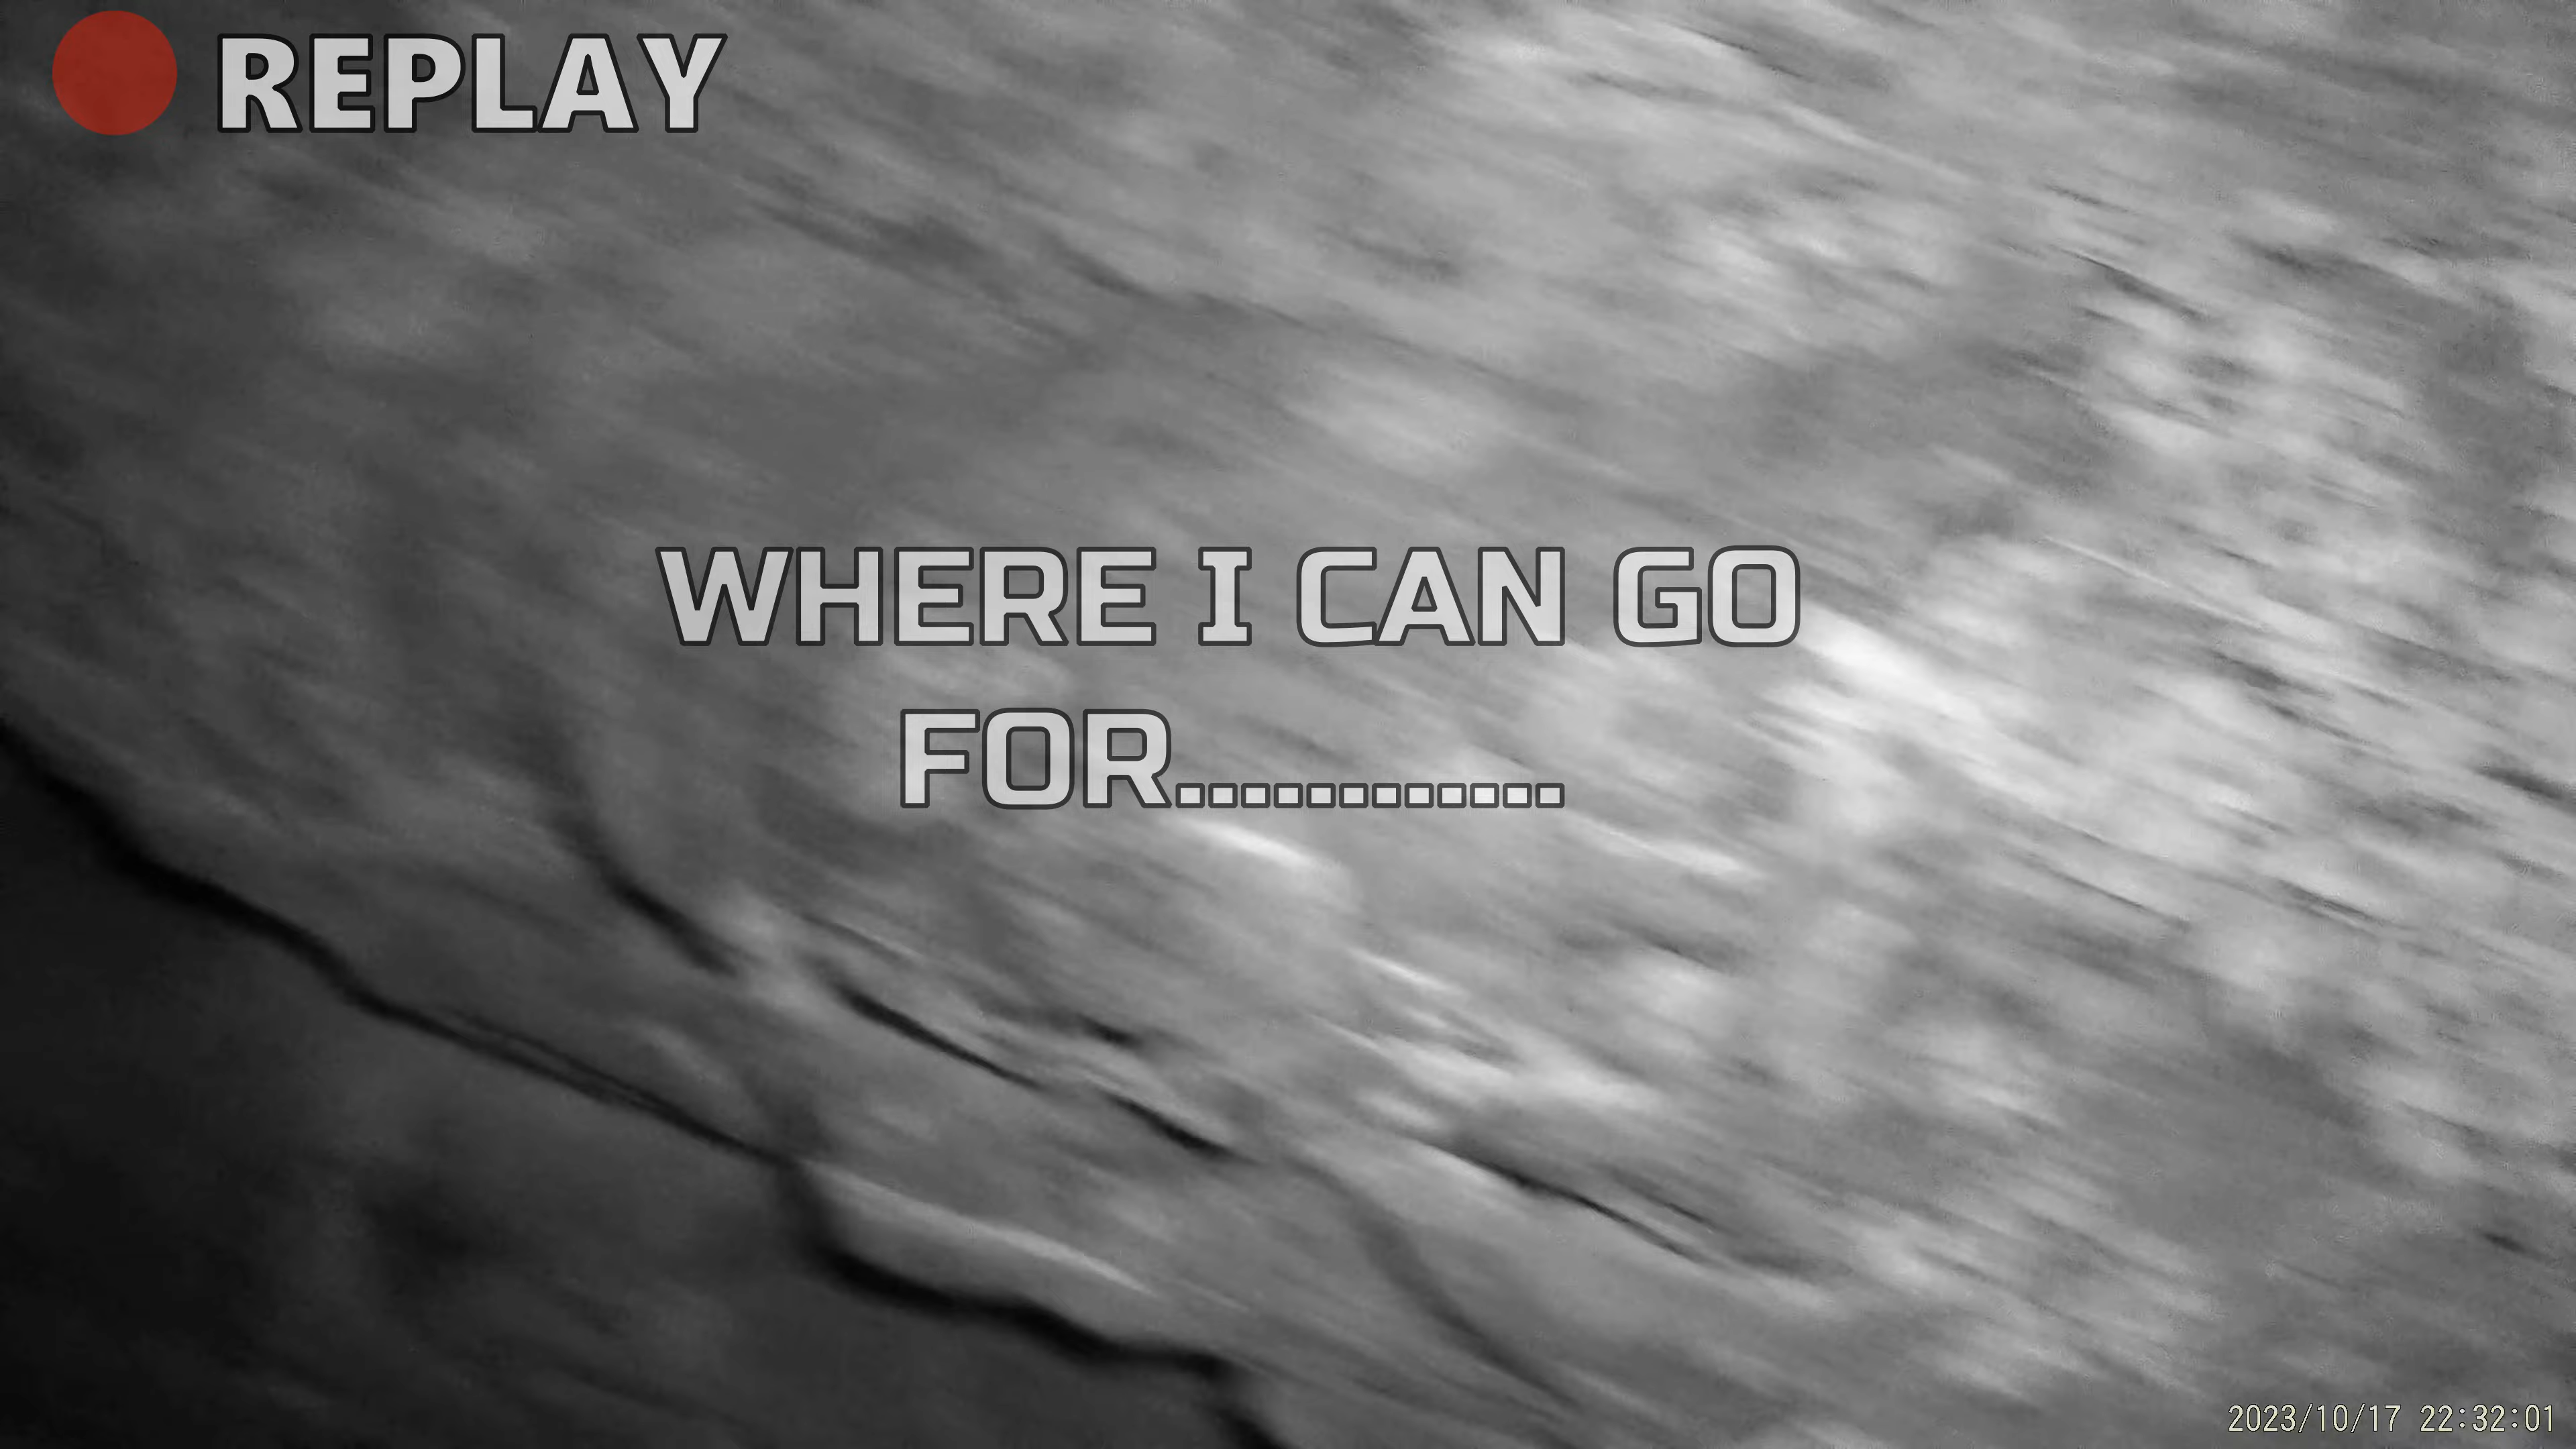 REPLAY
WHERE I CAN GO
FOR............
2023/10/17 22:32:01